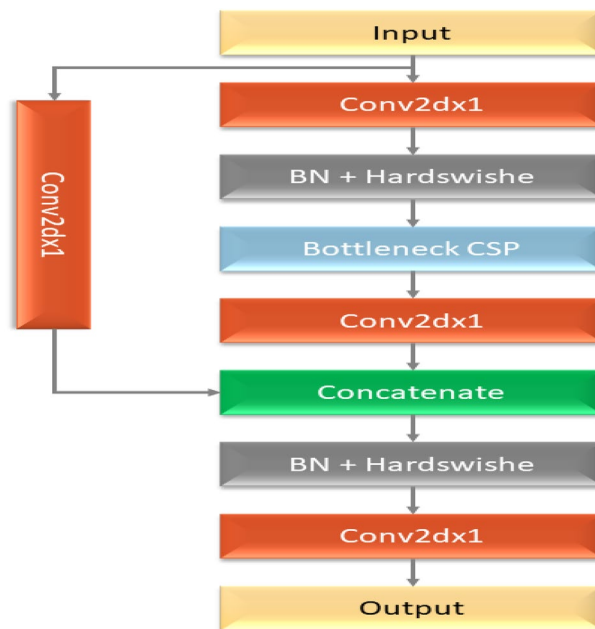 Input
Conv2dx1
Conv2dx1
BN + Hardswishe
Bottleneck CSP
Conv2dx1
Concatenate
BN + Hardswishe
Conv2dx1
Output